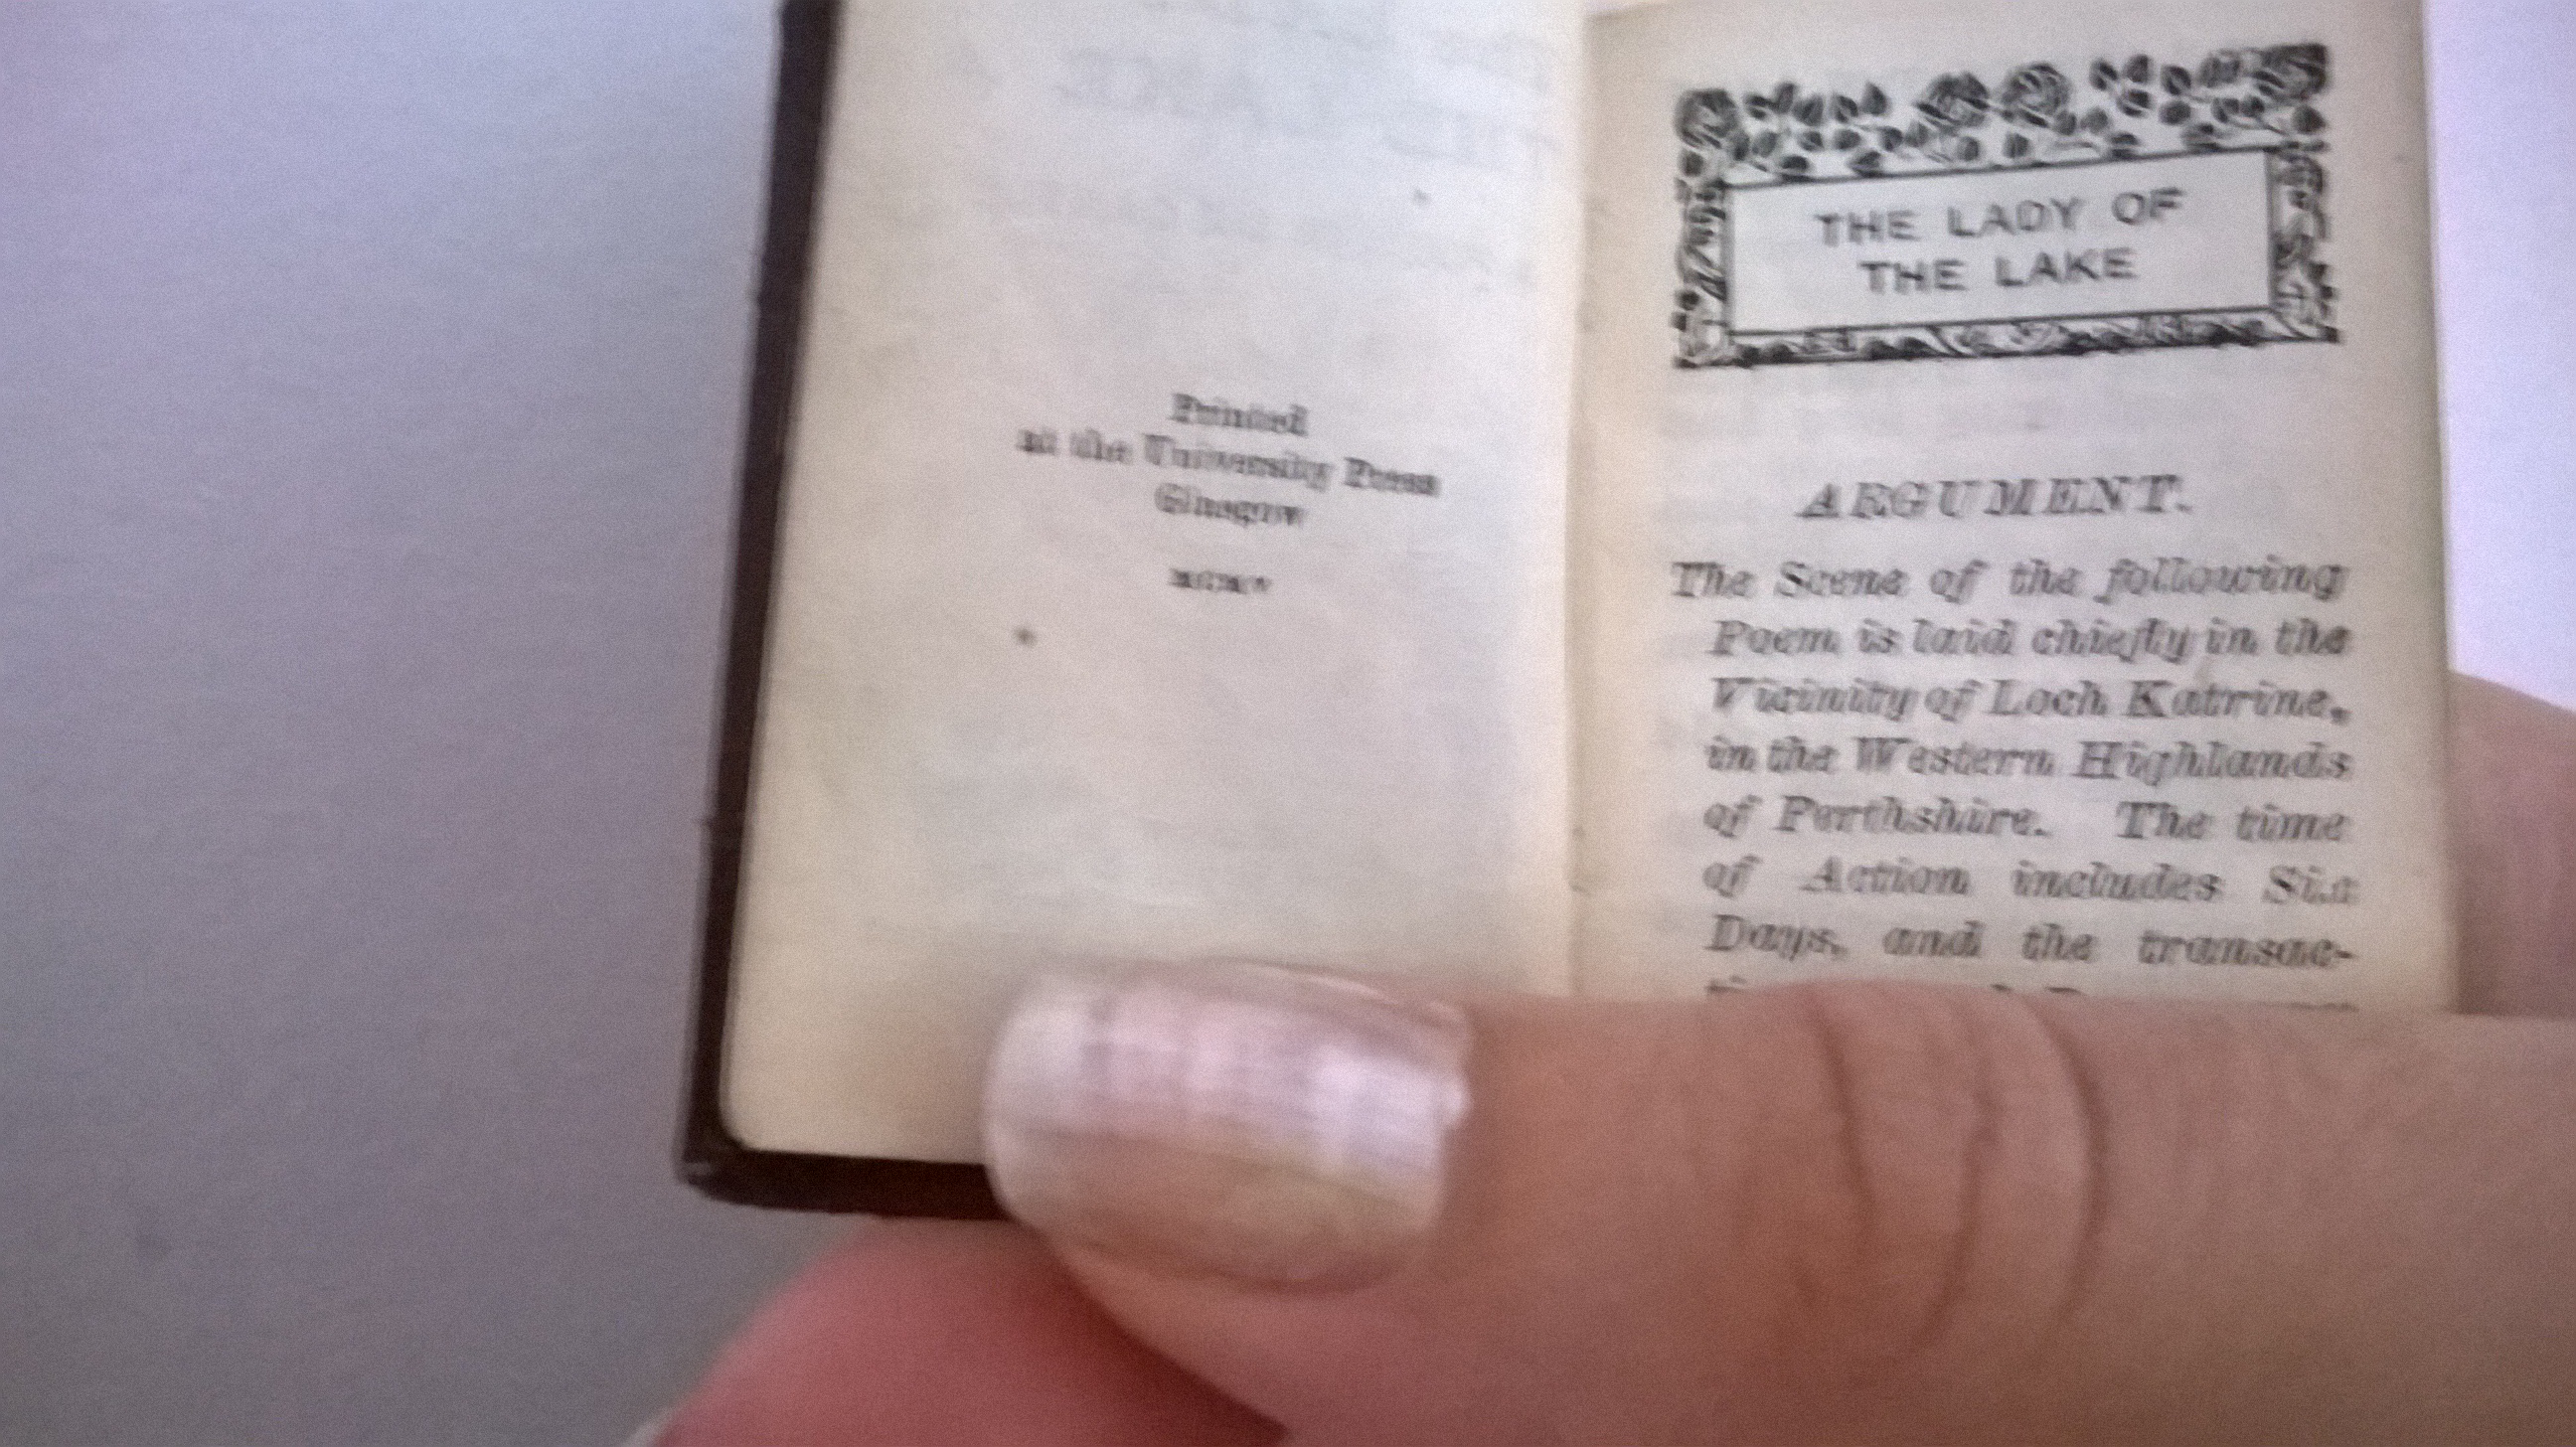 Printed
at the University Press
Glasgow
THE LADY OF
THE LAKE
ARGUMENT.
The Scene of the following
Poem is laid chiefly in the
Vicinity of Loch Katrine,
in the Western Highlands
of Perthshire. The time
of Action includes Six
Days, and the transac-